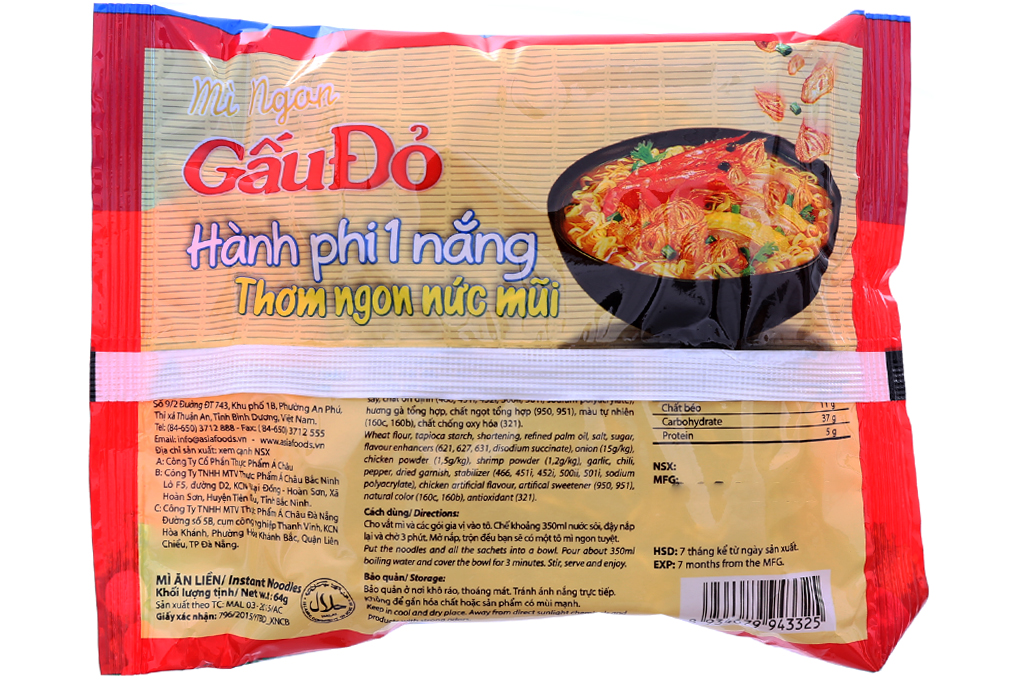 Mì Ngon
Gấu Đỏ
Hành phi 1 nắng
Thơm ngon nức mũi
Số 9/2 Đường ĐT 743, Khu phố 1B, Phường An Phú,
Thị xã Thuận An, Tỉnh Bình Dương, Việt Nam.
Tel: (84-650) 3712 888 - Fax: (84-650) 3712 555
Email: info@asiafoods.vn - www.asiafoods.vn
Địa chỉ sản xuất: xem cạnh NSX
A: Công Ty Cổ Phần Thực Phẩm Á Châu
B: Công Ty TNHH MTV Thực Phẩm Á Châu Bắc Ninh
Lô F5, đường D2, KCN Đại Đồng - Hoàn Sơn, Xã
Hoàn Sơn, Huyện Tiên Du, Tỉnh Bắc Ninh.
C: Công Ty TNHH MTV Thực Phẩm Á Châu Đà Nẵng
Đường số 5B, cụm công nghiệp Thanh Vinh, KCN
Hòa Khánh, Phường Hòa Khánh Bắc, Quận Liên
Chiểu, TP Đà Nẵng.
MÌ ĂN LIỀN/ Instant Noodles
Khối lượng tịnh/ Net w.t: 64g
Sản xuất theo TC: MAL 03-2015/AC
Giấy xác nhận: 796/2015/YTBD_XNCB
حلال
hương gà tổng hợp, chất ngọt tổng hợp (950, 951), màu tự nhiên
(160c, 160b), chất chống oxy hóa (321).
Wheat flour, tapioca starch, shortening, refined palm oil, salt, sugar,
flavour enhancers (621, 627, 631, disodium succinate), onion (15g/kg),
chicken powder (1,5g/kg), shrimp powder (1,2g/kg), garlic, chili,
pepper, dried garnish, stabilizer (466, 451i, 452i, 500ii, 501i, sodium
polyacrylate), chicken artificial flavour, artifical sweetener (950, 951),
natural color (160c, 160b), antioxidant (321).
Cách dùng/ Directions:
Cho vắt mì và các gói gia vị vào tô. Chế khoảng 350ml nước sôi, đậy nắp
lại và chờ 3 phút. Mở nắp, trộn đều bạn sẽ có một tô mì ngon tuyệt.
Put the noodles and all the sachets into a bowl. Pour about 350ml
boiling water and cover the bowl for 3 minutes. Stir, serve and enjoy.
Bảo quản/ Storage:
Bảo quản ở nơi khô ráo, thoáng mát. Tránh ánh nắng trực tiếp.
Không để gần hóa chất hoặc sản phẩm có mùi mạnh.
Keep in cool and dry place. Away from direct sunlight
Chất béo 11 g
Carbohydrate 37 g
Protein 5 g
NSX:
MFG:
HSD: 7 tháng kể từ ngày sản xuất.
EXP: 7 months from the MFG.
943325